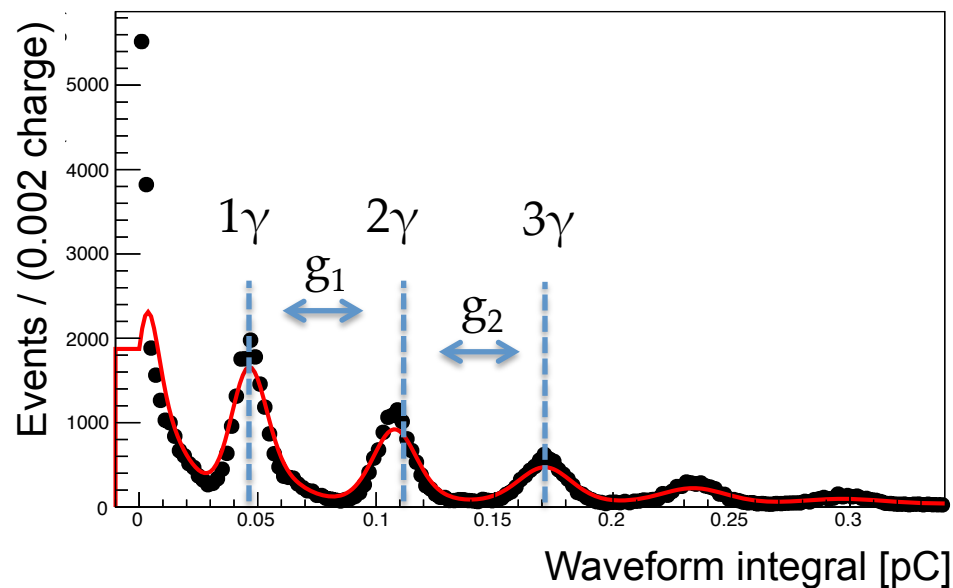 Events / (0.002 charge)
5000
4000
3000
2000
1000
0
1γ
2γ
3γ
g₁
g₂
0
0.05
0.1
0.15
0.2
0.25
0.3
Waveform integral [pC]